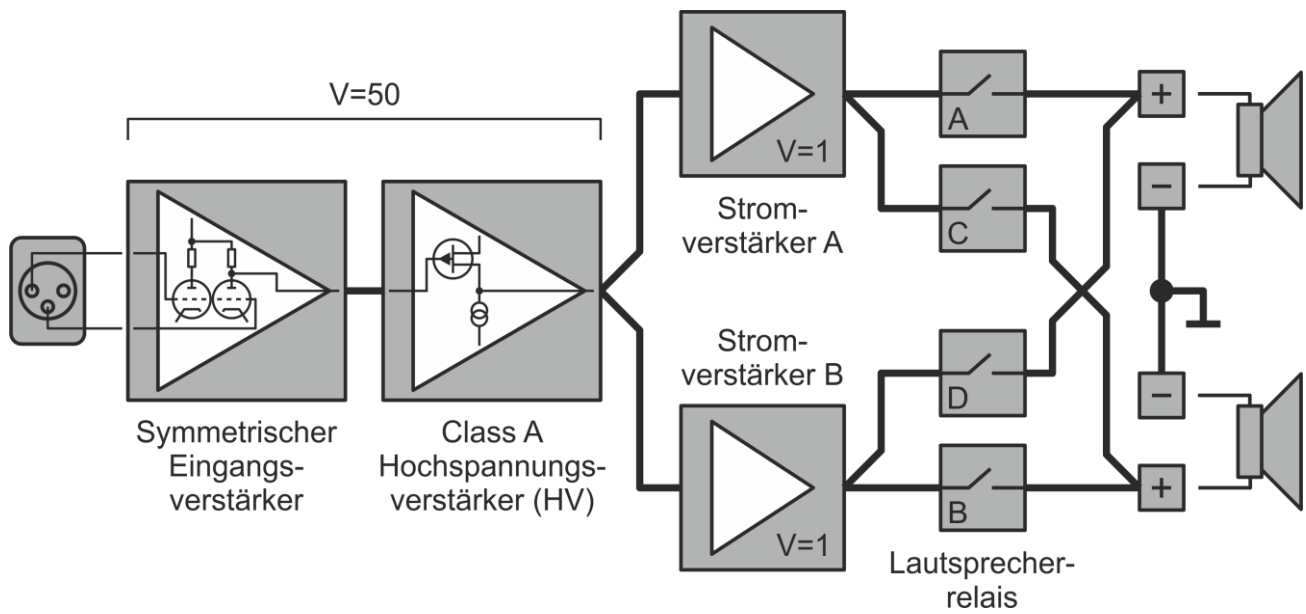 V=50
V=1
Strom-
verstärker A
Strom-
verstärker B
V=1
Symmetrischer
Eingangs-
verstärker
Class A
Hochspannungs-
verstärker (HV)
A
C
D
B
Lautsprecher-
relais
+
−
−
+